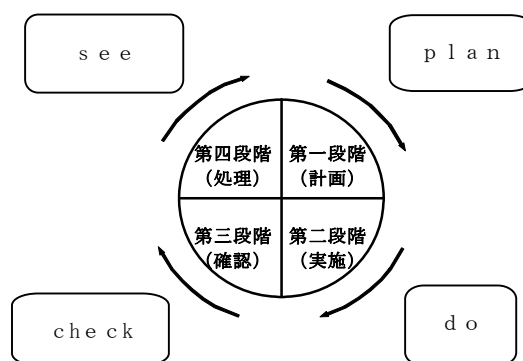 ｓｅｅ
ｐｌａｎ
第四段階
（処理）
第一段階
（計画）
第三段階
（確認）
第二段階
（実施）
ｃｈｅｃｋ
ｄｏ